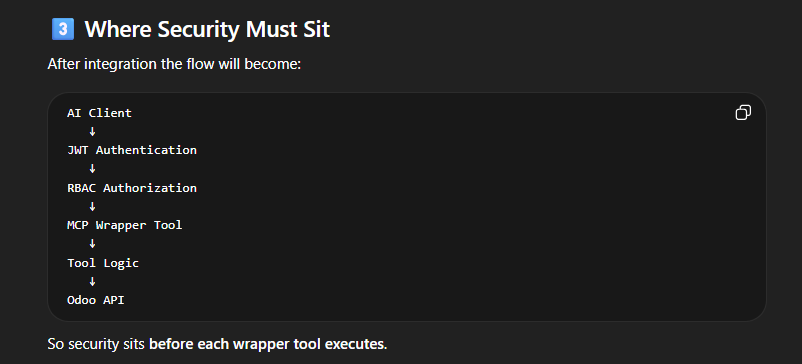 3 Where Security Must Sit
After integration the flow will become:
AI Client
↓
JWT Authentication
↓
RBAC Authorization
↓
MCP Wrapper Tool
↓
Tool Logic
↓
Odoo API
So security sits before each wrapper tool executes.